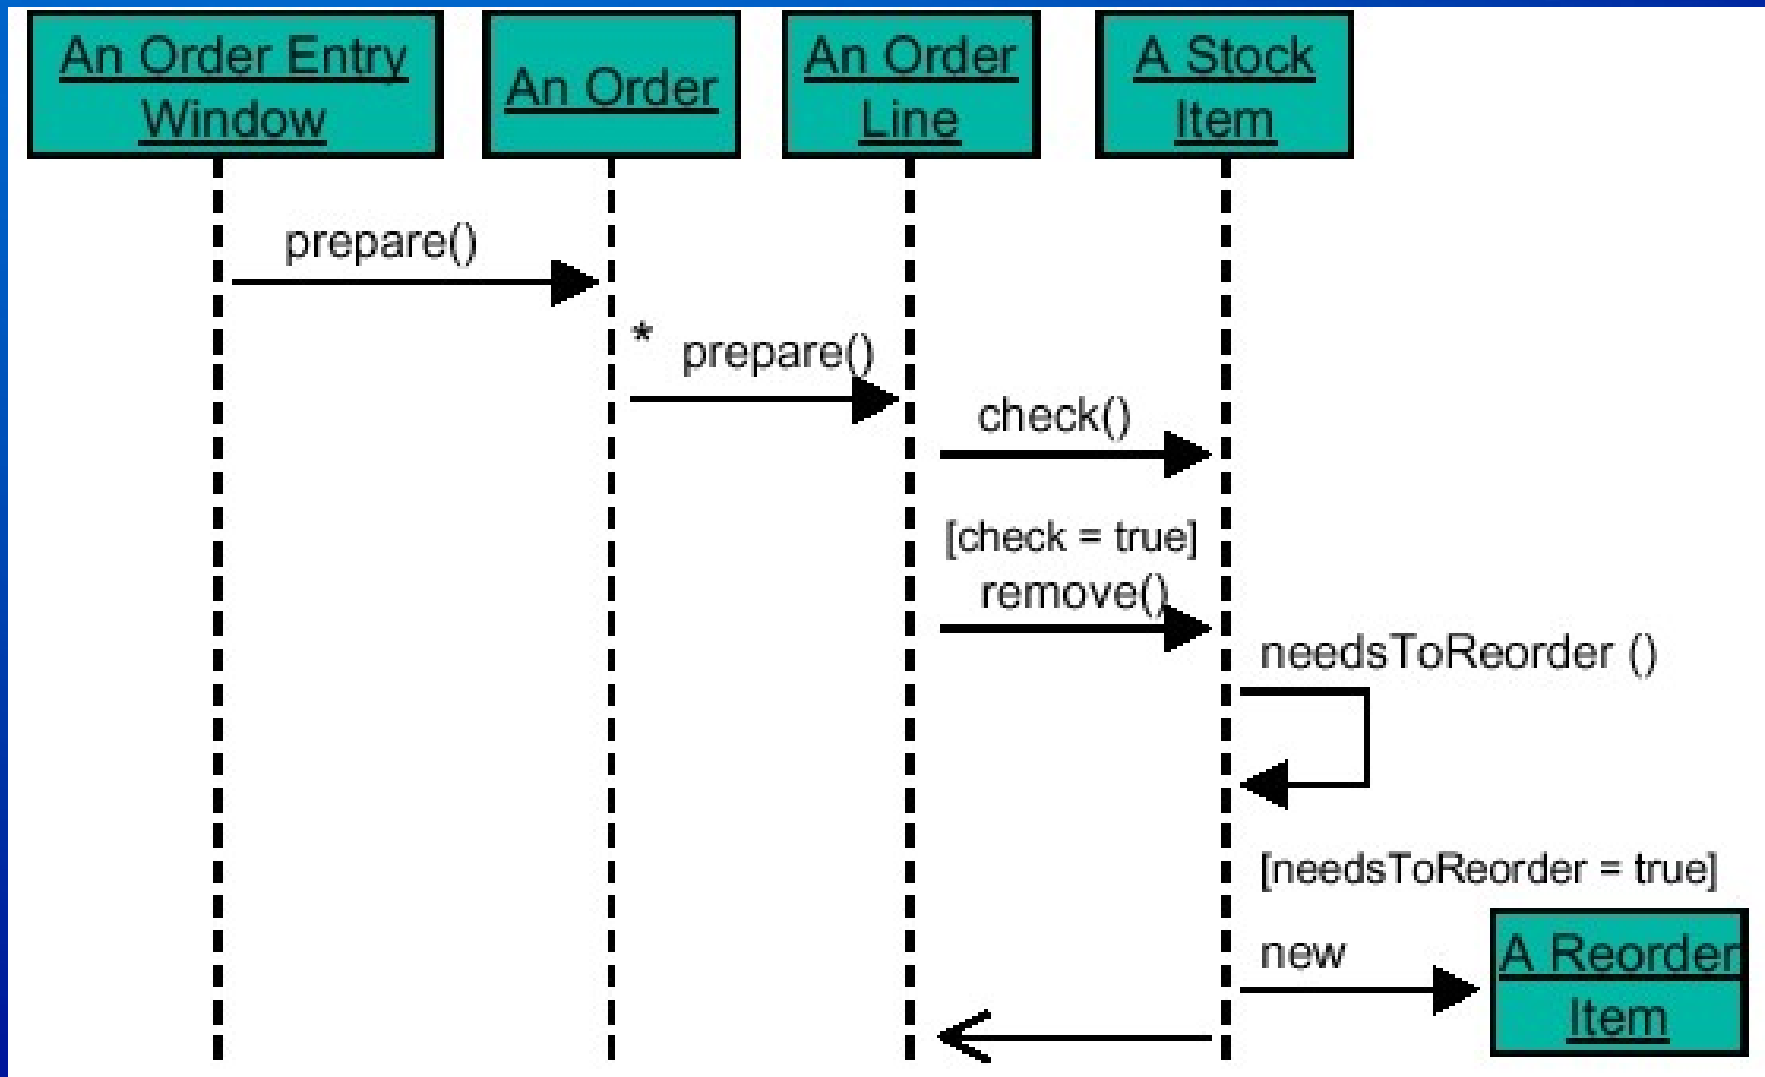 An Order Entry
Window
An Order
An Order
Line
A Stock
Item
prepare()
* prepare()
check()
[check = true]
remove()
needsToReorder ()
[needsToReorder = true]
new
A Reorder
Item